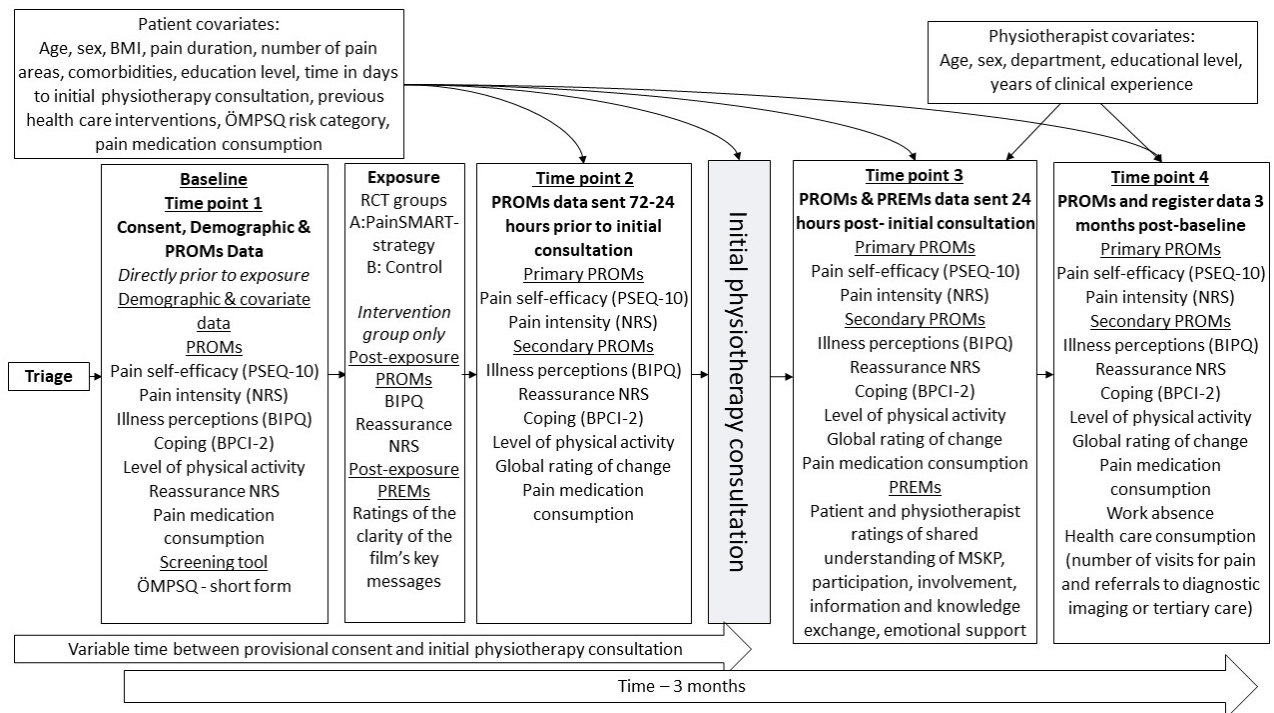 Patient covariates:
Age, sex, BMI, pain duration, number of pain
areas, comorbidities, education level, time in days
to initial physiotherapy consultation, previous
health care interventions, ÖMPSQ risk category,
pain medication consumption
Physiotherapist covariates:
Age, sex, department, educational level,
years of clinical experience
Triage
Baseline
Time point 1
Consent, Demographic &
PROMs Data
Directly prior to exposure
Demographic & covariate
data
PROMs
Pain self-efficacy (PSEQ-10)
Pain intensity (NRS)
Illness perceptions (BIPQ)
Coping (BPCI-2)
Level of physical activity
Reassurance NRS
Pain medication
consumption
Screening tool
ÖMPSQ - short form
Exposure
RCT groups
A:PainSMART-
strategy
B: Control
Intervention
group only
Post-exposure
PROMs
BIPQ
Reassurance
NRS
Post-exposure
PREMs
Ratings of the
clarity of the
film's key
messages
Time point 2
PROMs data sent 72-24
hours prior to initial
consultation
Primary PROMs
Pain self-efficacy (PSEQ-10)
Pain intensity (NRS)
Secondary PROMs
Illness perceptions (BIPQ)
Reassurance NRS
Coping (BPCI-2)
Level of physical activity
Global rating of change
Pain medication
consumption
Initial physiotherapy consultation
Time point 3
PROMs & PREMs data sent 24
hours post- initial consultation
Primary PROMs
Pain self-efficacy (PSEQ-10)
Pain intensity (NRS)
Secondary PROMs
Illness perceptions (BIPQ)
Reassurance NRS
Coping (BPCI-2)
Level of physical activity
Global rating of change
Pain medication consumption
PREMs
Patient and physiotherapist
ratings of shared
understanding of MSKP,
participation, involvement,
information and knowledge
exchange, emotional support
Time point 4
PROMs and register data 3
months post-baseline
Primary PROMs
Pain self-efficacy (PSEQ-10)
Pain intensity (NRS)
Secondary PROMs
Illness perceptions (BIPQ)
Reassurance NRS
Coping (BPCI-2)
Level of physical activity
Global rating of change
Pain medication
consumption
Work absence
Health care consumption
(number of visits for pain
and referrals to diagnostic
imaging or tertiary care)
Variable time between provisional consent and initial physiotherapy consultation
Time – 3 months